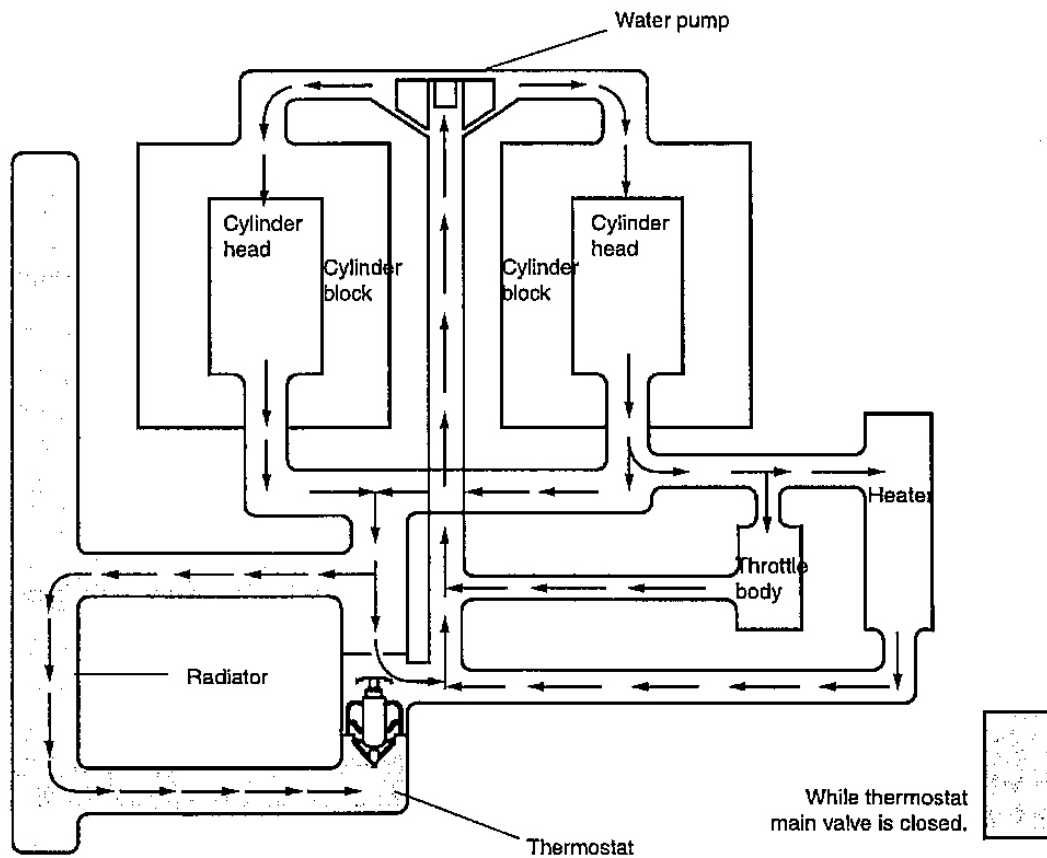 Water pump
Cylinder
head
Cylinder
block
Cylinder
block
Cylinder
head
Heater
Throttle
body
Radiator
While thermostat
main valve is closed.
Thermostat